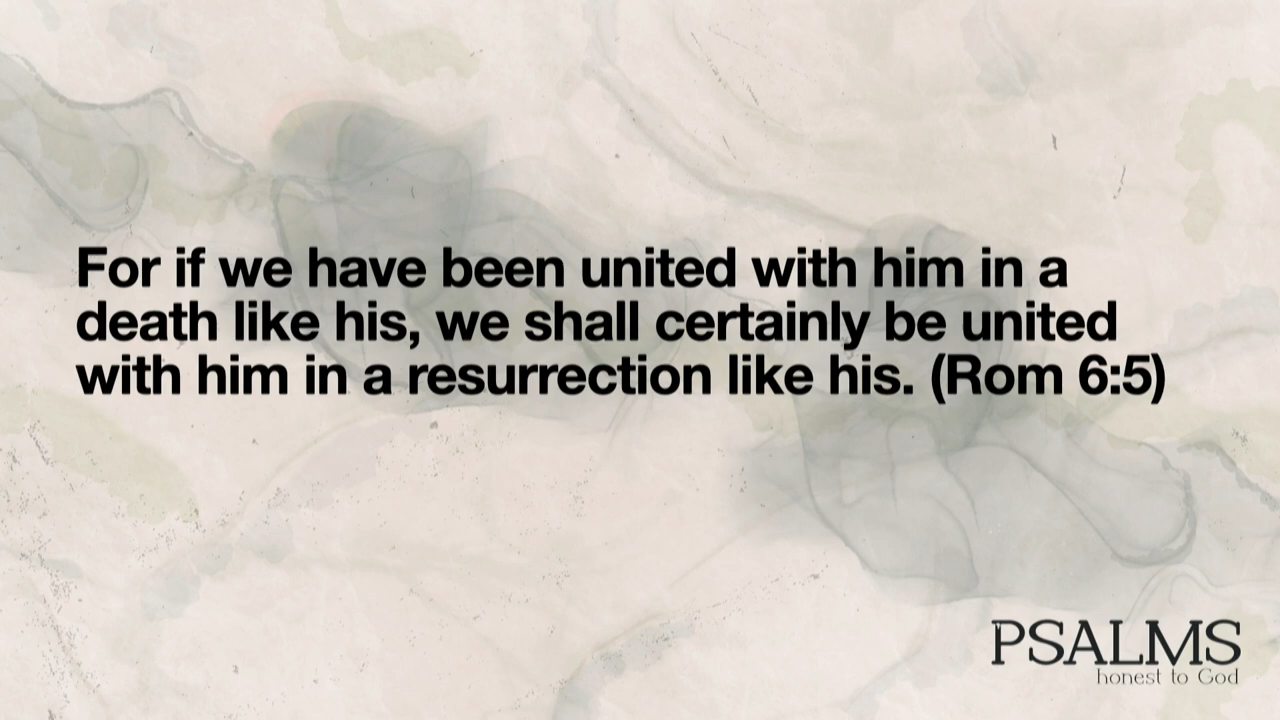 For if we have been united with him in a
death like his, we shall certainly be united
with him in a resurrection like his. (Rom 6:5)
PSALMS
honest to God